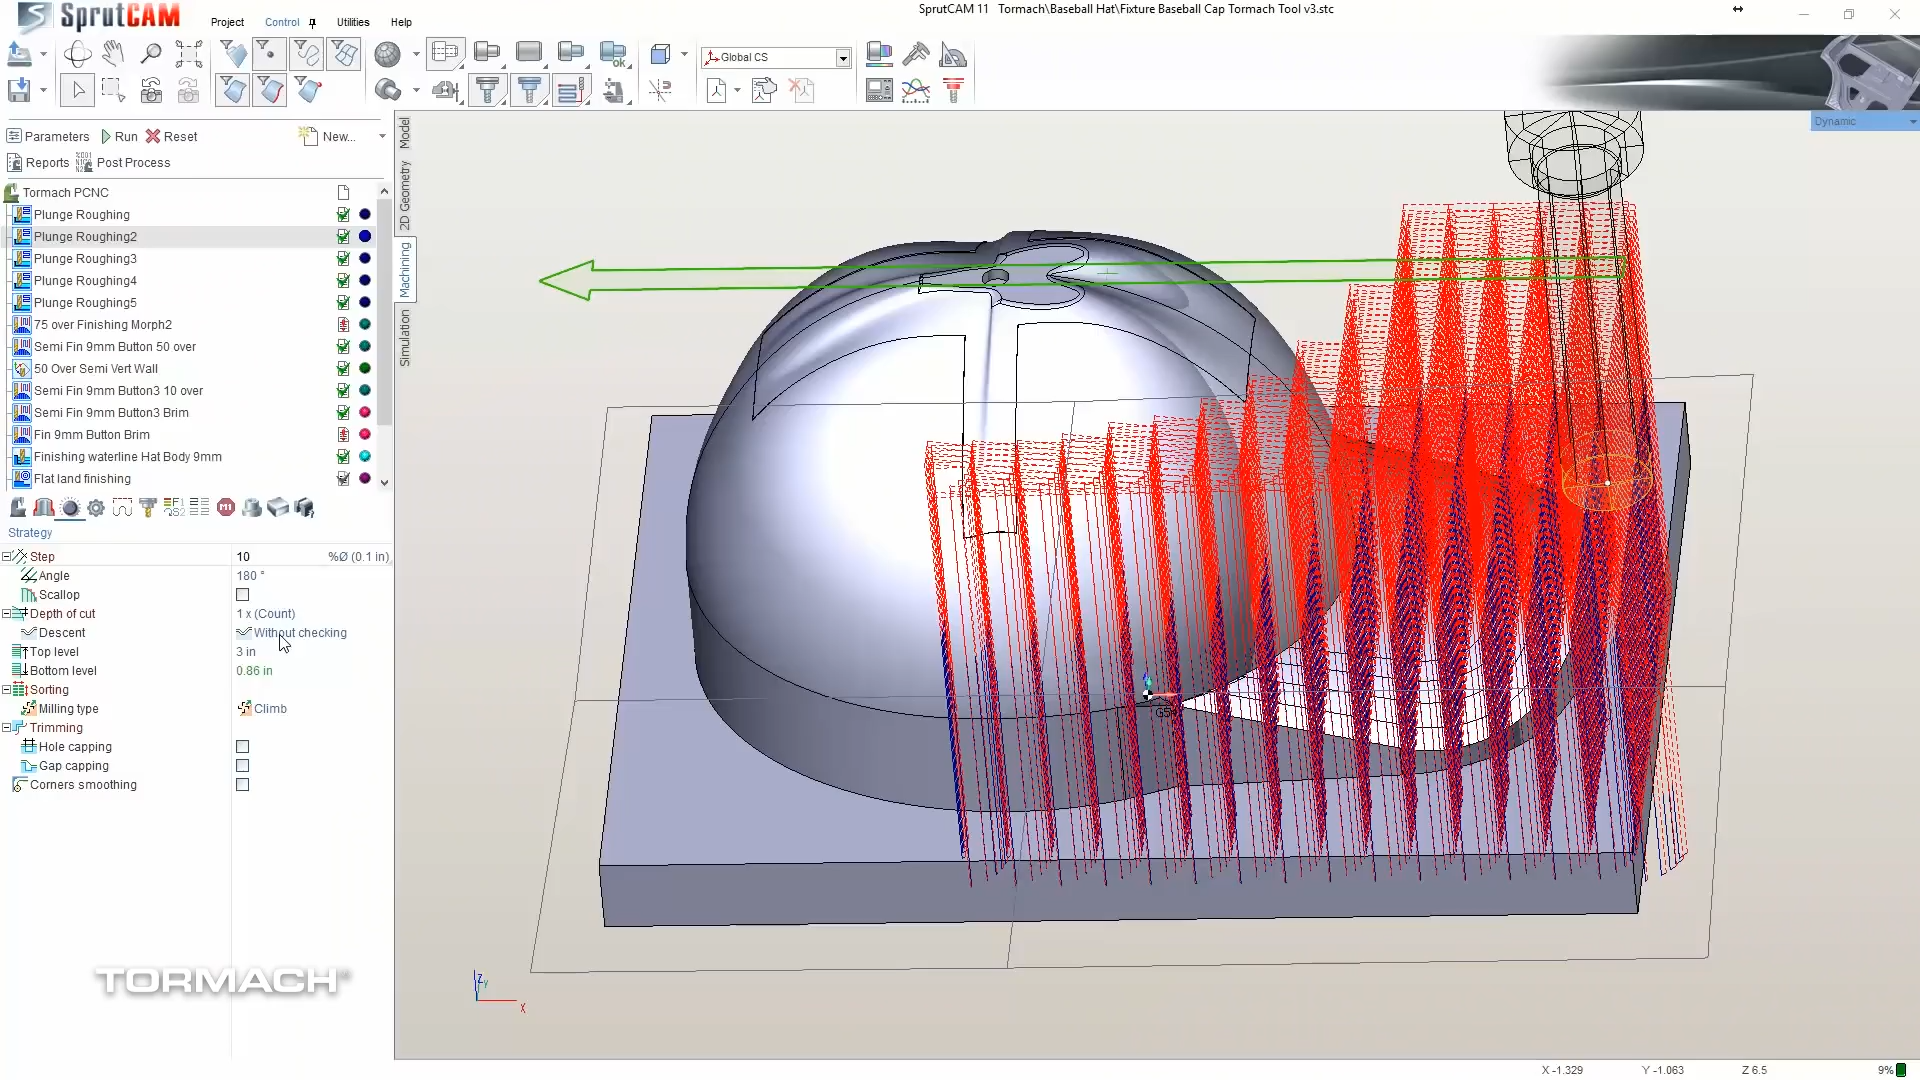 SprutCAM
SprutCAM 11 Tormach\Baseball Hat\Fixture Baseball Cap Tormach Tool v3.stc
Project Control Utilities Help
ok
Global CS
Parameters Run Reset New...
Reports Post Process
Dynamic
Model
2D Geometry
Machining
Simulation
Tormach PCNC
Plunge Roughing
Plunge Roughing2
Plunge Roughing3
Plunge Roughing4
Plunge Roughing5
75 over Finishing Morph2
Semi Fin 9mm Button 50 over
50 Over Semi Vert Wall
Semi Fin 9mm Button3 10 over
Semi Fin 9mm Button3 Brim
Fin 9mm Button Brim
Finishing waterline Hat Body 9mm
Flat land finishing
Strategy
Step 10 %Ø (0.1 in)
Angle 180 °
Scallop
Depth of cut 1 x (Count)
Descent Without checking
Top level 3 in
Bottom level 0.86 in
Sorting
Milling type Climb
Trimming
Hole capping
Gap capping
Corners smoothing
TORMACH®
Z
Y
X
X -1.329 Y -1.063 Z 6.5 9%